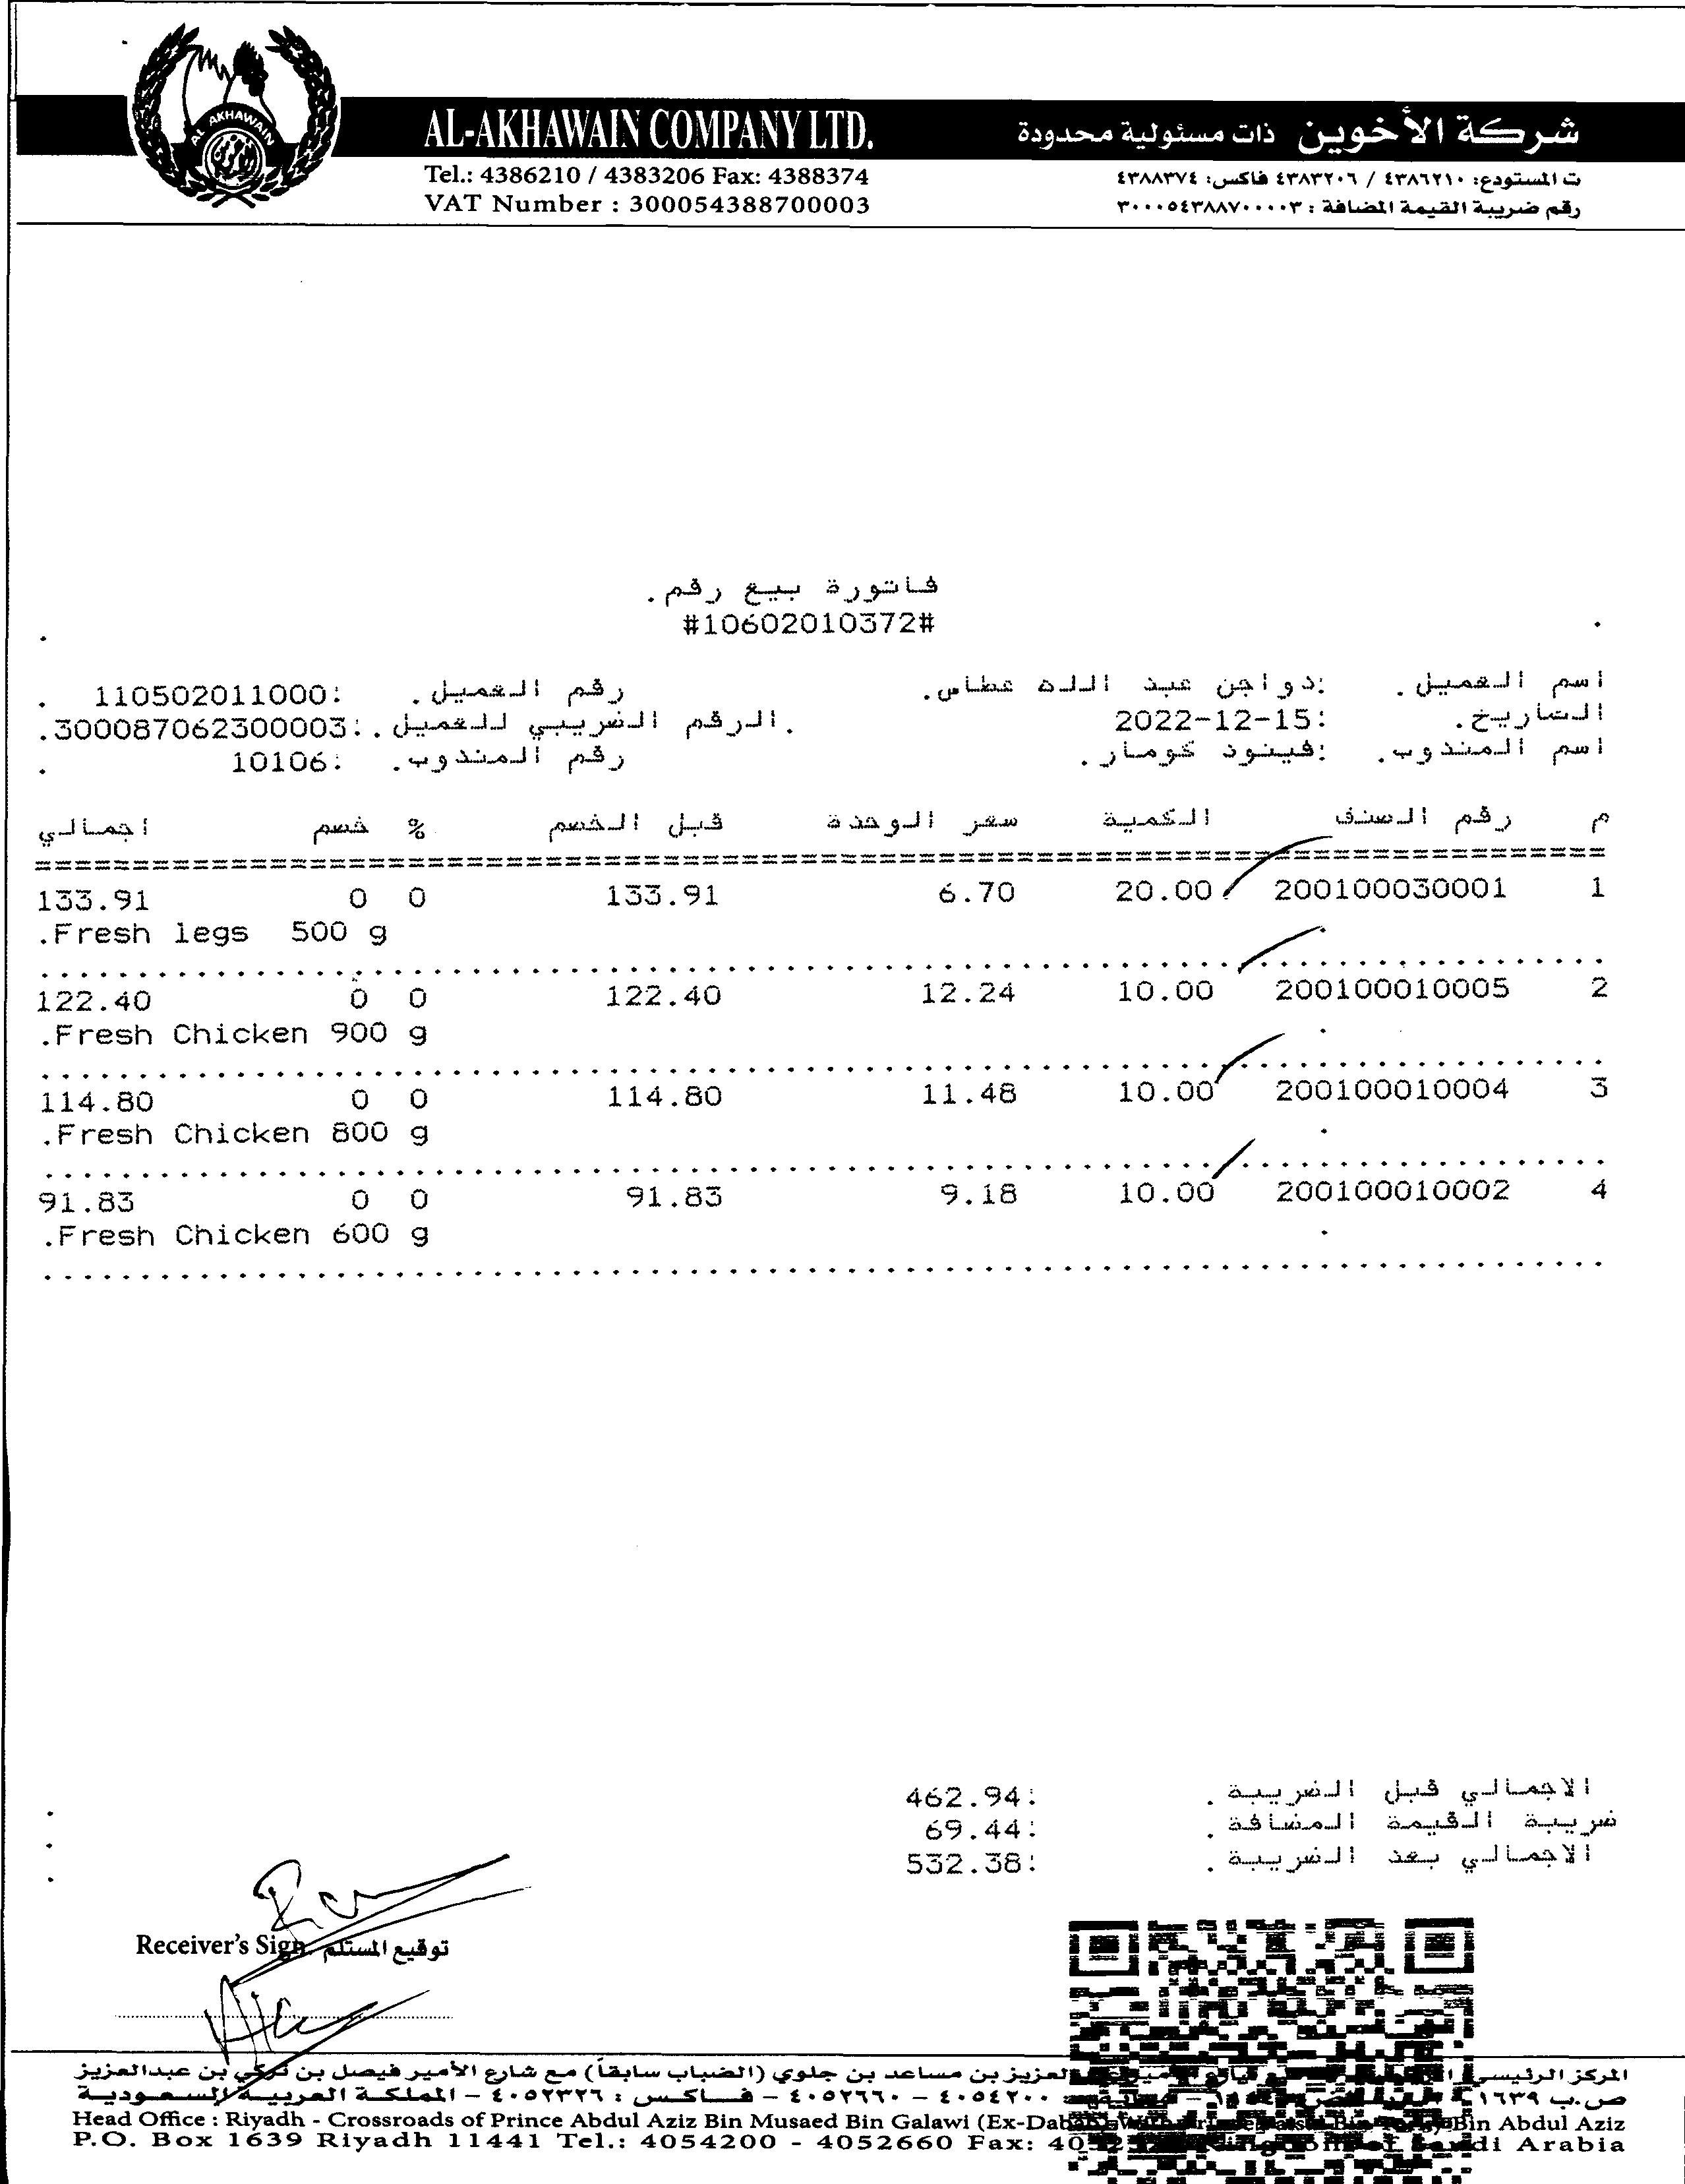 AL AKHAWAIN
شركة الأخوين ذات مسئولية محدودة
AL-AKHAWAIN COMPANY LTD.
ت المستودع: ٤٣٨٦٢١٠ / ٤٣٨٣٢٠٦ فاكس: ٤٣٨٨٣٧٤
Tel.: 4386210 / 4383206 Fax: 4388374
رقم ضريبة القيمة المضافة : ٣٠٠٠٥٤٣٨٨٧٠٠٠٠٣
VAT Number : 300054388700003
فاتورة بيع رقم.
#10602010372#
اسم العميل. :دواجن عبد الله عطاس. رقم العميل. :110502011000
التاريخ. :2022-12-15 .الرقم الضريبي للعميل.:300087062300003.
اسم المندوب. :فينود كومار. رقم المندوب. :10106
م رقم الصنف الكمية سعر الوحدة قبل الخصم % خصم اجمالي
1 200100030001 20.00 6.70 133.91 0 0 133.91
.Fresh legs 500 g
2 200100010005 10.00 12.24 122.40 0 0 122.40
.Fresh Chicken 900 g
3 200100010004 10.00 11.48 114.80 0 0 114.80
.Fresh Chicken 800 g
4 200100010002 10.00 9.18 91.83 0 0 91.83
.Fresh Chicken 600 g
الاجمالي قبل الضريبة. :462.94
ضريبة القيمة المضافة. :69.44
الاجمالي بعد الضريبة. :532.38
Receiver's Sign. توقيع المستلم
المركز الرئيسي العزيز بن مساعد بن جلوي (الضباب سابقاً) مع شارع الأمير فيصل بن تركي بن عبدالعزيز
ص.ب ١٦٣٩ ٤٠٥٤٢٠٠ – ٤٠٥٢٦٦٠ – فاكس : ٤٠٥٢٣٢٦ – المملكة العربية السعودية
Head Office : Riyadh - Crossroads of Prince Abdul Aziz Bin Musaed Bin Galawi (Ex-Dabab) Bin Abdul Aziz
P.O. Box 1639 Riyadh 11441 Tel.: 4054200 - 4052660 Fax: Saudi Arabia